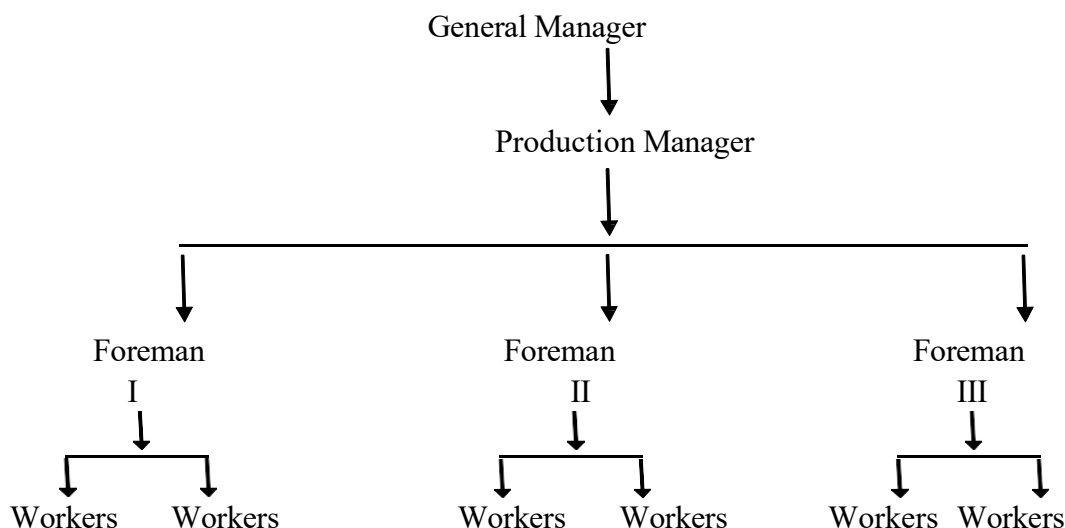 General Manager
Production Manager
Foreman Foreman Foreman
I II III
Workers Workers Workers Workers Workers Workers